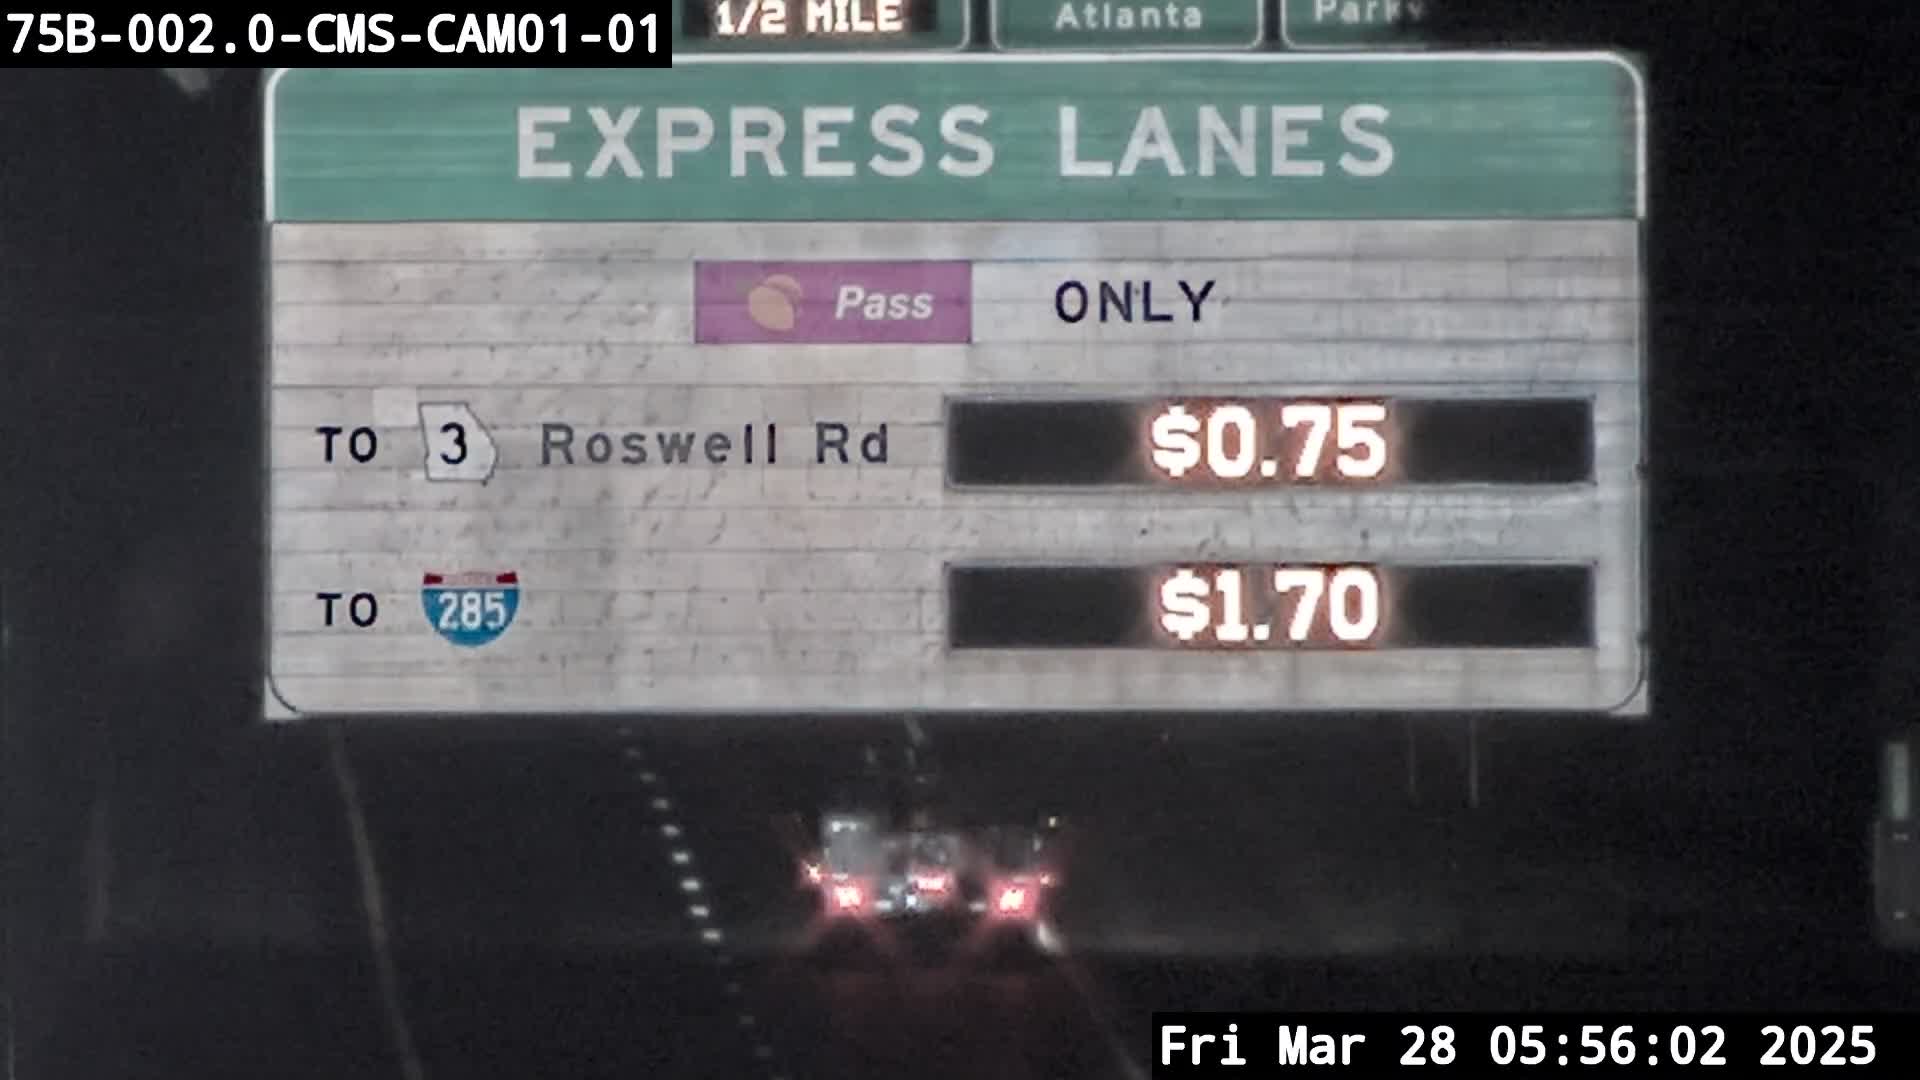 75B-002.0-CMS-CAM01-01
1/2 MILE
Atlanta
EXPRESS LANES
Pass ONLY
TO 3 Roswell Rd $0.75
TO 285 $1.70
Fri Mar 28 05:56:02 2025